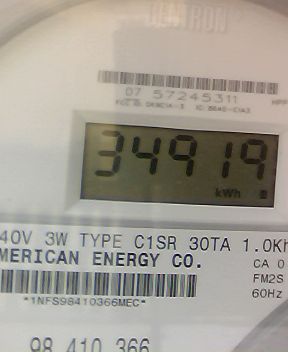 07 57245311
34919
kWh
40V 3W TYPE C1SR 30TA 1.0Kh
MERICAN ENERGY CO.
CA 0
FM2S
60Hz
*1NFS98410366MEC*
98 410 366